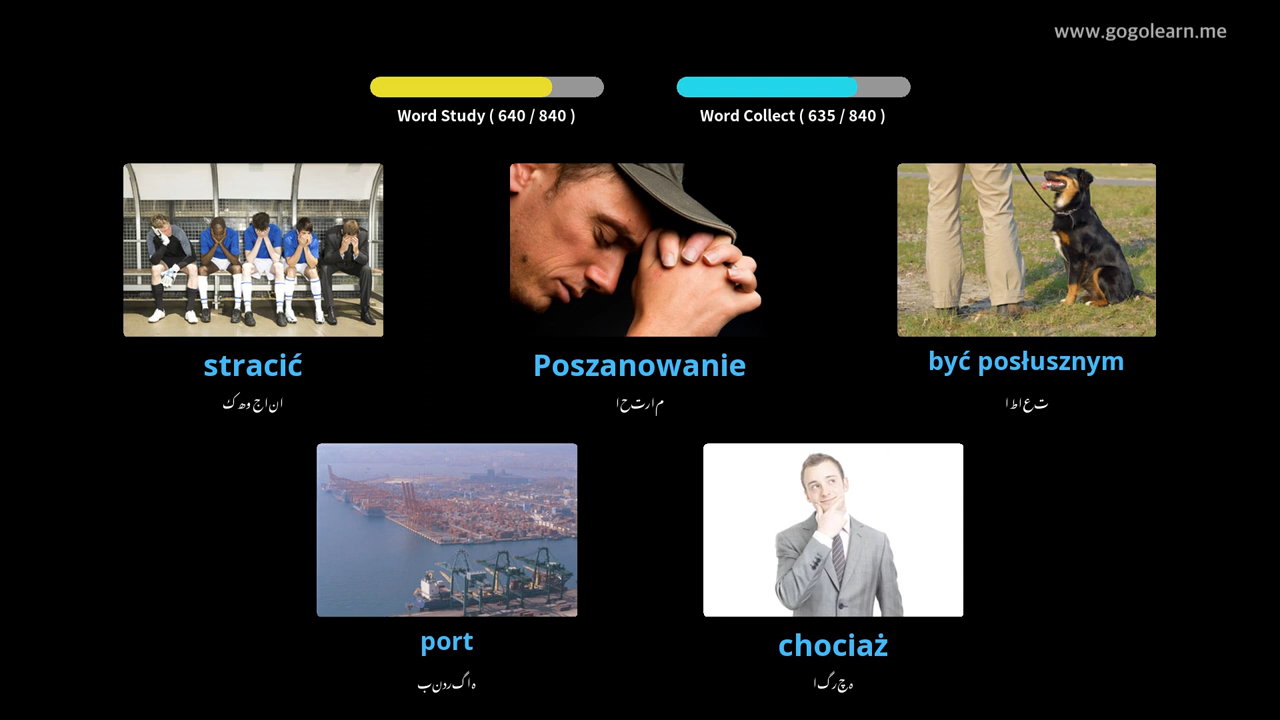 www.gogolearn.me
Word Study ( 640 / 840 )
Word Collect ( 635 / 840 )
stracić
کھو جانا
Poszanowanie
احترام
być posłusznym
اطاعت
port
بندرگاہ
chociaż
اگرچہ